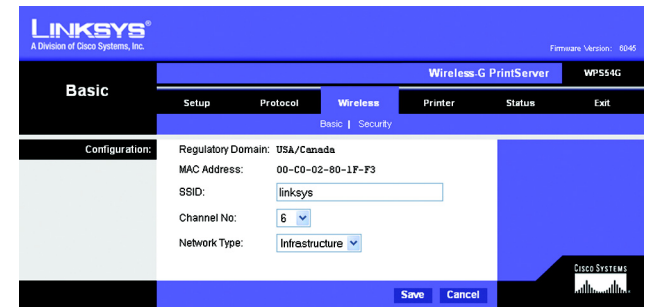 LINKSYS®
A Division of Cisco Systems, Inc.
Firmware Version: 6045
Wireless-G PrintServer WPS54G
Basic
Setup Protocol Wireless Printer Status Exit
Basic | Security
Configuration:
Regulatory Domain: USA/Canada
MAC Address: 00-C0-02-80-1F-F3
SSID: linksys
Channel No: 6
Network Type: Infrastructure
CISCO SYSTEMS
Save Cancel